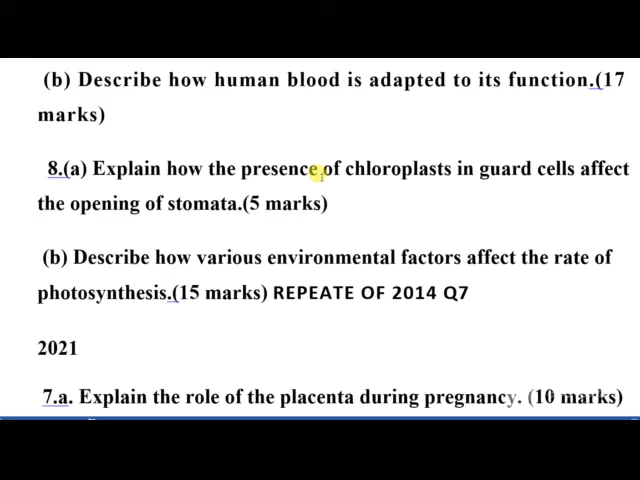 (b) Describe how human blood is adapted to its function.(17
marks)
8.(a) Explain how the presence of chloroplasts in guard cells affect
the opening of stomata.(5 marks)
(b) Describe how various environmental factors affect the rate of
photosynthesis.(15 marks) REPEATE OF 2014 Q7
2021
7.a. Explain the role of the placenta during pregnancy. (10 marks)